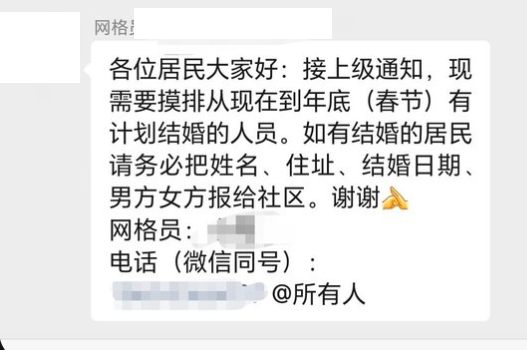 网格员
各位居民大家好：接上级通知，现
需要摸排从现在到年底（春节）有
计划结婚的人员。如有结婚的居民
请务必把姓名、住址、结婚日期、
男方女方报给社区。谢谢🙏
网格员：
电话（微信同号）：
@所有人